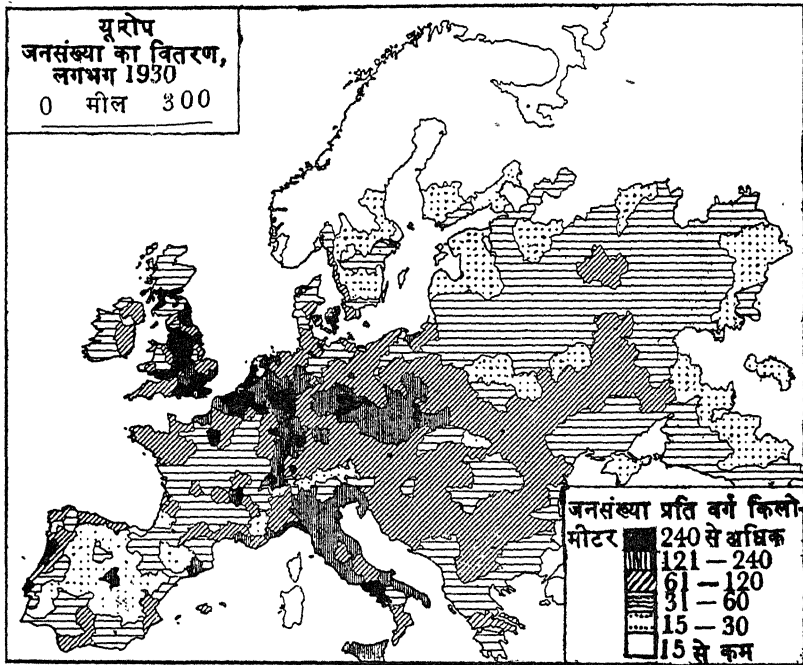 यूरोप
जनसंख्या का वितरण,
लगभग 1930
0 मील 300
जनसंख्या प्रति वर्ग किलो-
मीटर 240 से अधिक
121 – 240
61 – 120
31 – 60
15 – 30
15 से कम